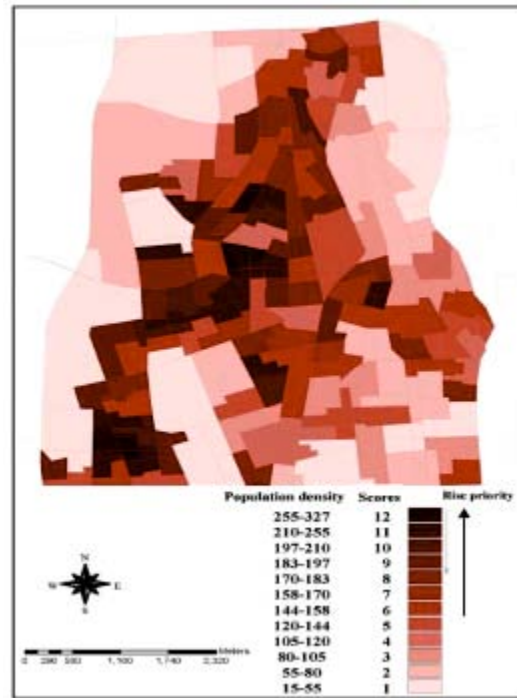 Population density Scores Rise priority
255-327 12
210-255 11
197-210 10
183-197 9
170-183 8
158-170 7
144-158 6
120-144 5
105-120 4
80-105 3
55-80 2
15-55 1
N
W E
S
Meters
0 290 580 1,160 1,740 2,320